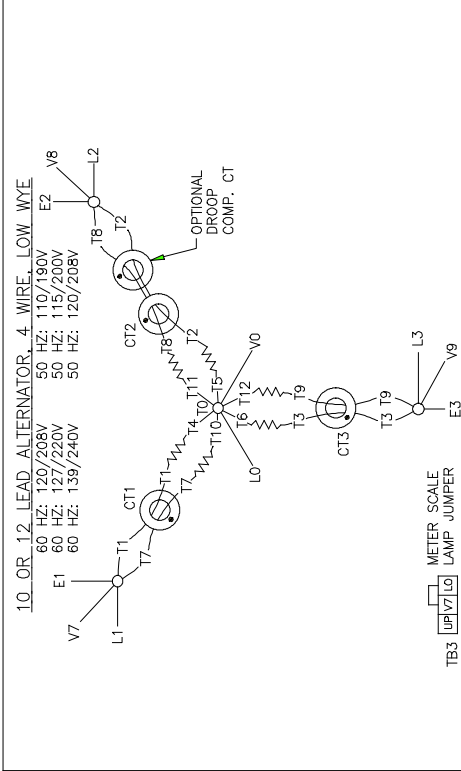 10 OR 12 LEAD ALTERNATOR, 4 WIRE, LOW WYE
60 HZ: 120/208V 50 HZ: 110/190V
60 HZ: 127/220V 50 HZ: 115/200V
60 HZ: 139/240V 50 HZ: 120/208V
E1
V7
L1
T1
T7
CT1
T1
T7
T4
T10
T0
T11
T5
T8
T2
CT2
T8
T2
E2
V8
L2
OPTIONAL
DROOP
COMP. CT
L0
V0
T6
T12
T3
T9
CT3
T3
T9
L3
V9
E3
TB3
UP V7 L0
METER SCALE
LAMP JUMPER